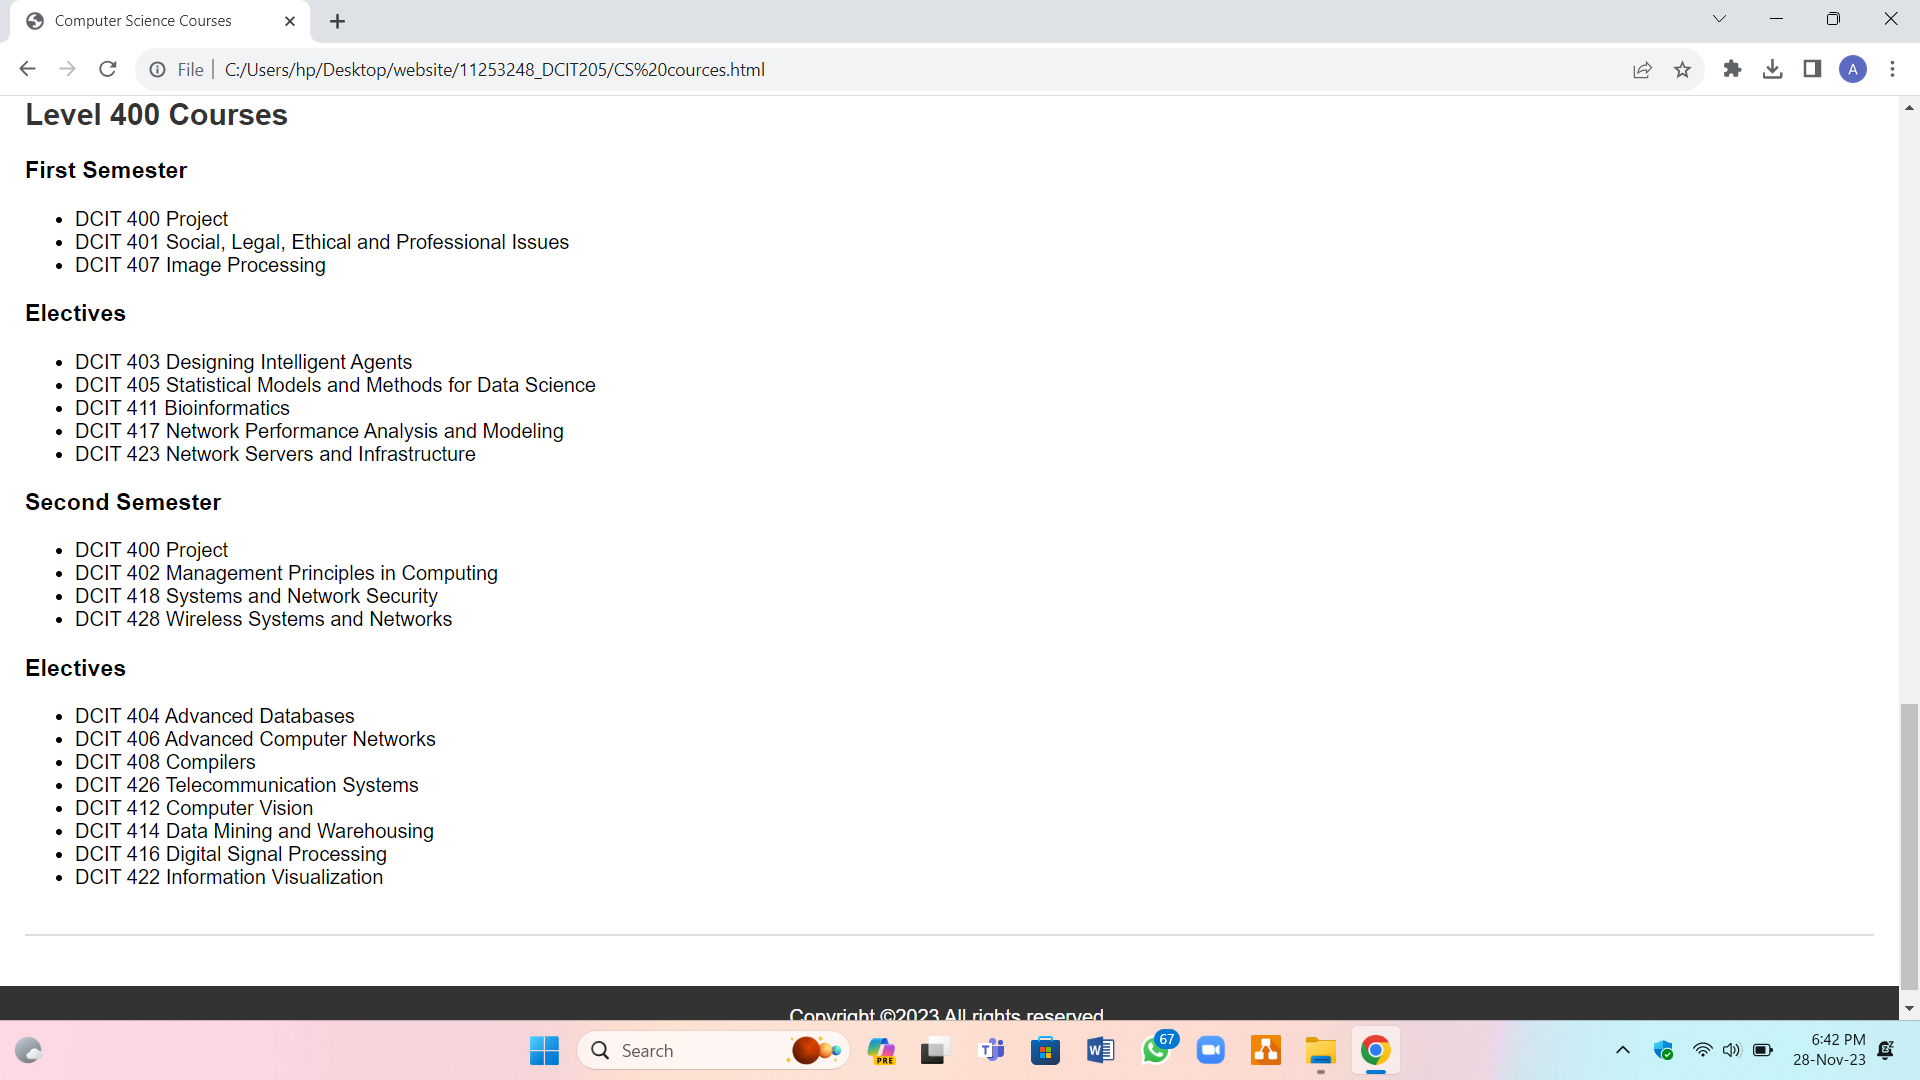 Computer Science Courses
File
C:/Users/hp/Desktop/website/11253248_DCIT205/CS%20cources.html
A
Level 400 Courses
First Semester
DCIT 400 Project
DCIT 401 Social, Legal, Ethical and Professional Issues
DCIT 407 Image Processing
Electives
DCIT 403 Designing Intelligent Agents
DCIT 405 Statistical Models and Methods for Data Science
DCIT 411 Bioinformatics
DCIT 417 Network Performance Analysis and Modeling
DCIT 423 Network Servers and Infrastructure
Second Semester
DCIT 400 Project
DCIT 402 Management Principles in Computing
DCIT 418 Systems and Network Security
DCIT 428 Wireless Systems and Networks
Electives
DCIT 404 Advanced Databases
DCIT 406 Advanced Computer Networks
DCIT 408 Compilers
DCIT 426 Telecommunication Systems
DCIT 412 Computer Vision
DCIT 414 Data Mining and Warehousing
DCIT 416 Digital Signal Processing
DCIT 422 Information Visualization
Copyright ©2023 All rights reserved
Search
PRE
67
6:42 PM
28-Nov-23